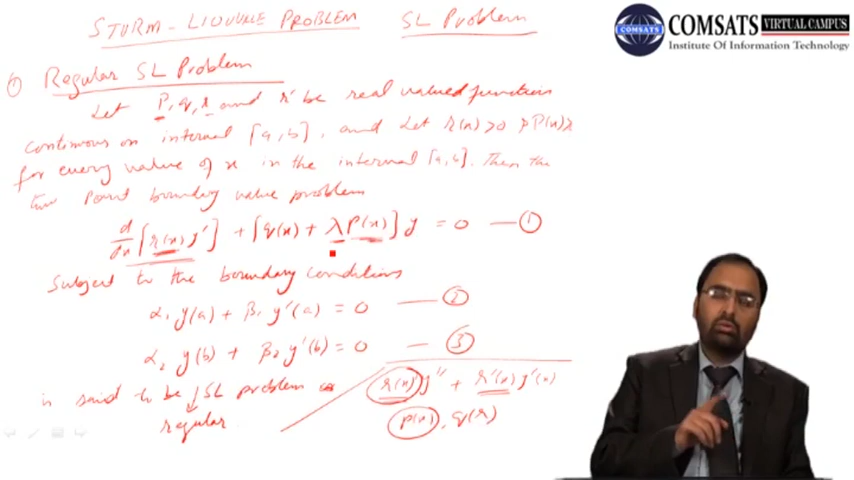 STURM-LIOUVILLE PROBLEM SL Problem
COMSATS VIRTUAL CAMPUS
COMSATS
Institute Of Information Technology
① Regular SL Problem
Let P, q, r and r' be real valued function
continuous on interval [a,b], and let r(x)>0
for every value of x in the interval [a,b]. Then the
two point boundary value problem
d/dx [r(x) y'] + [q(x) + λ P(x)] y = 0 — ①
Subject to the boundary conditions
α₁ y(a) + β₁ y'(a) = 0 — ②
α₂ y(b) + β₂ y'(b) = 0 — ③
is said to be SL problem
regular
r(x) y'' + r'(x) y'(x)
P(x), q(x)